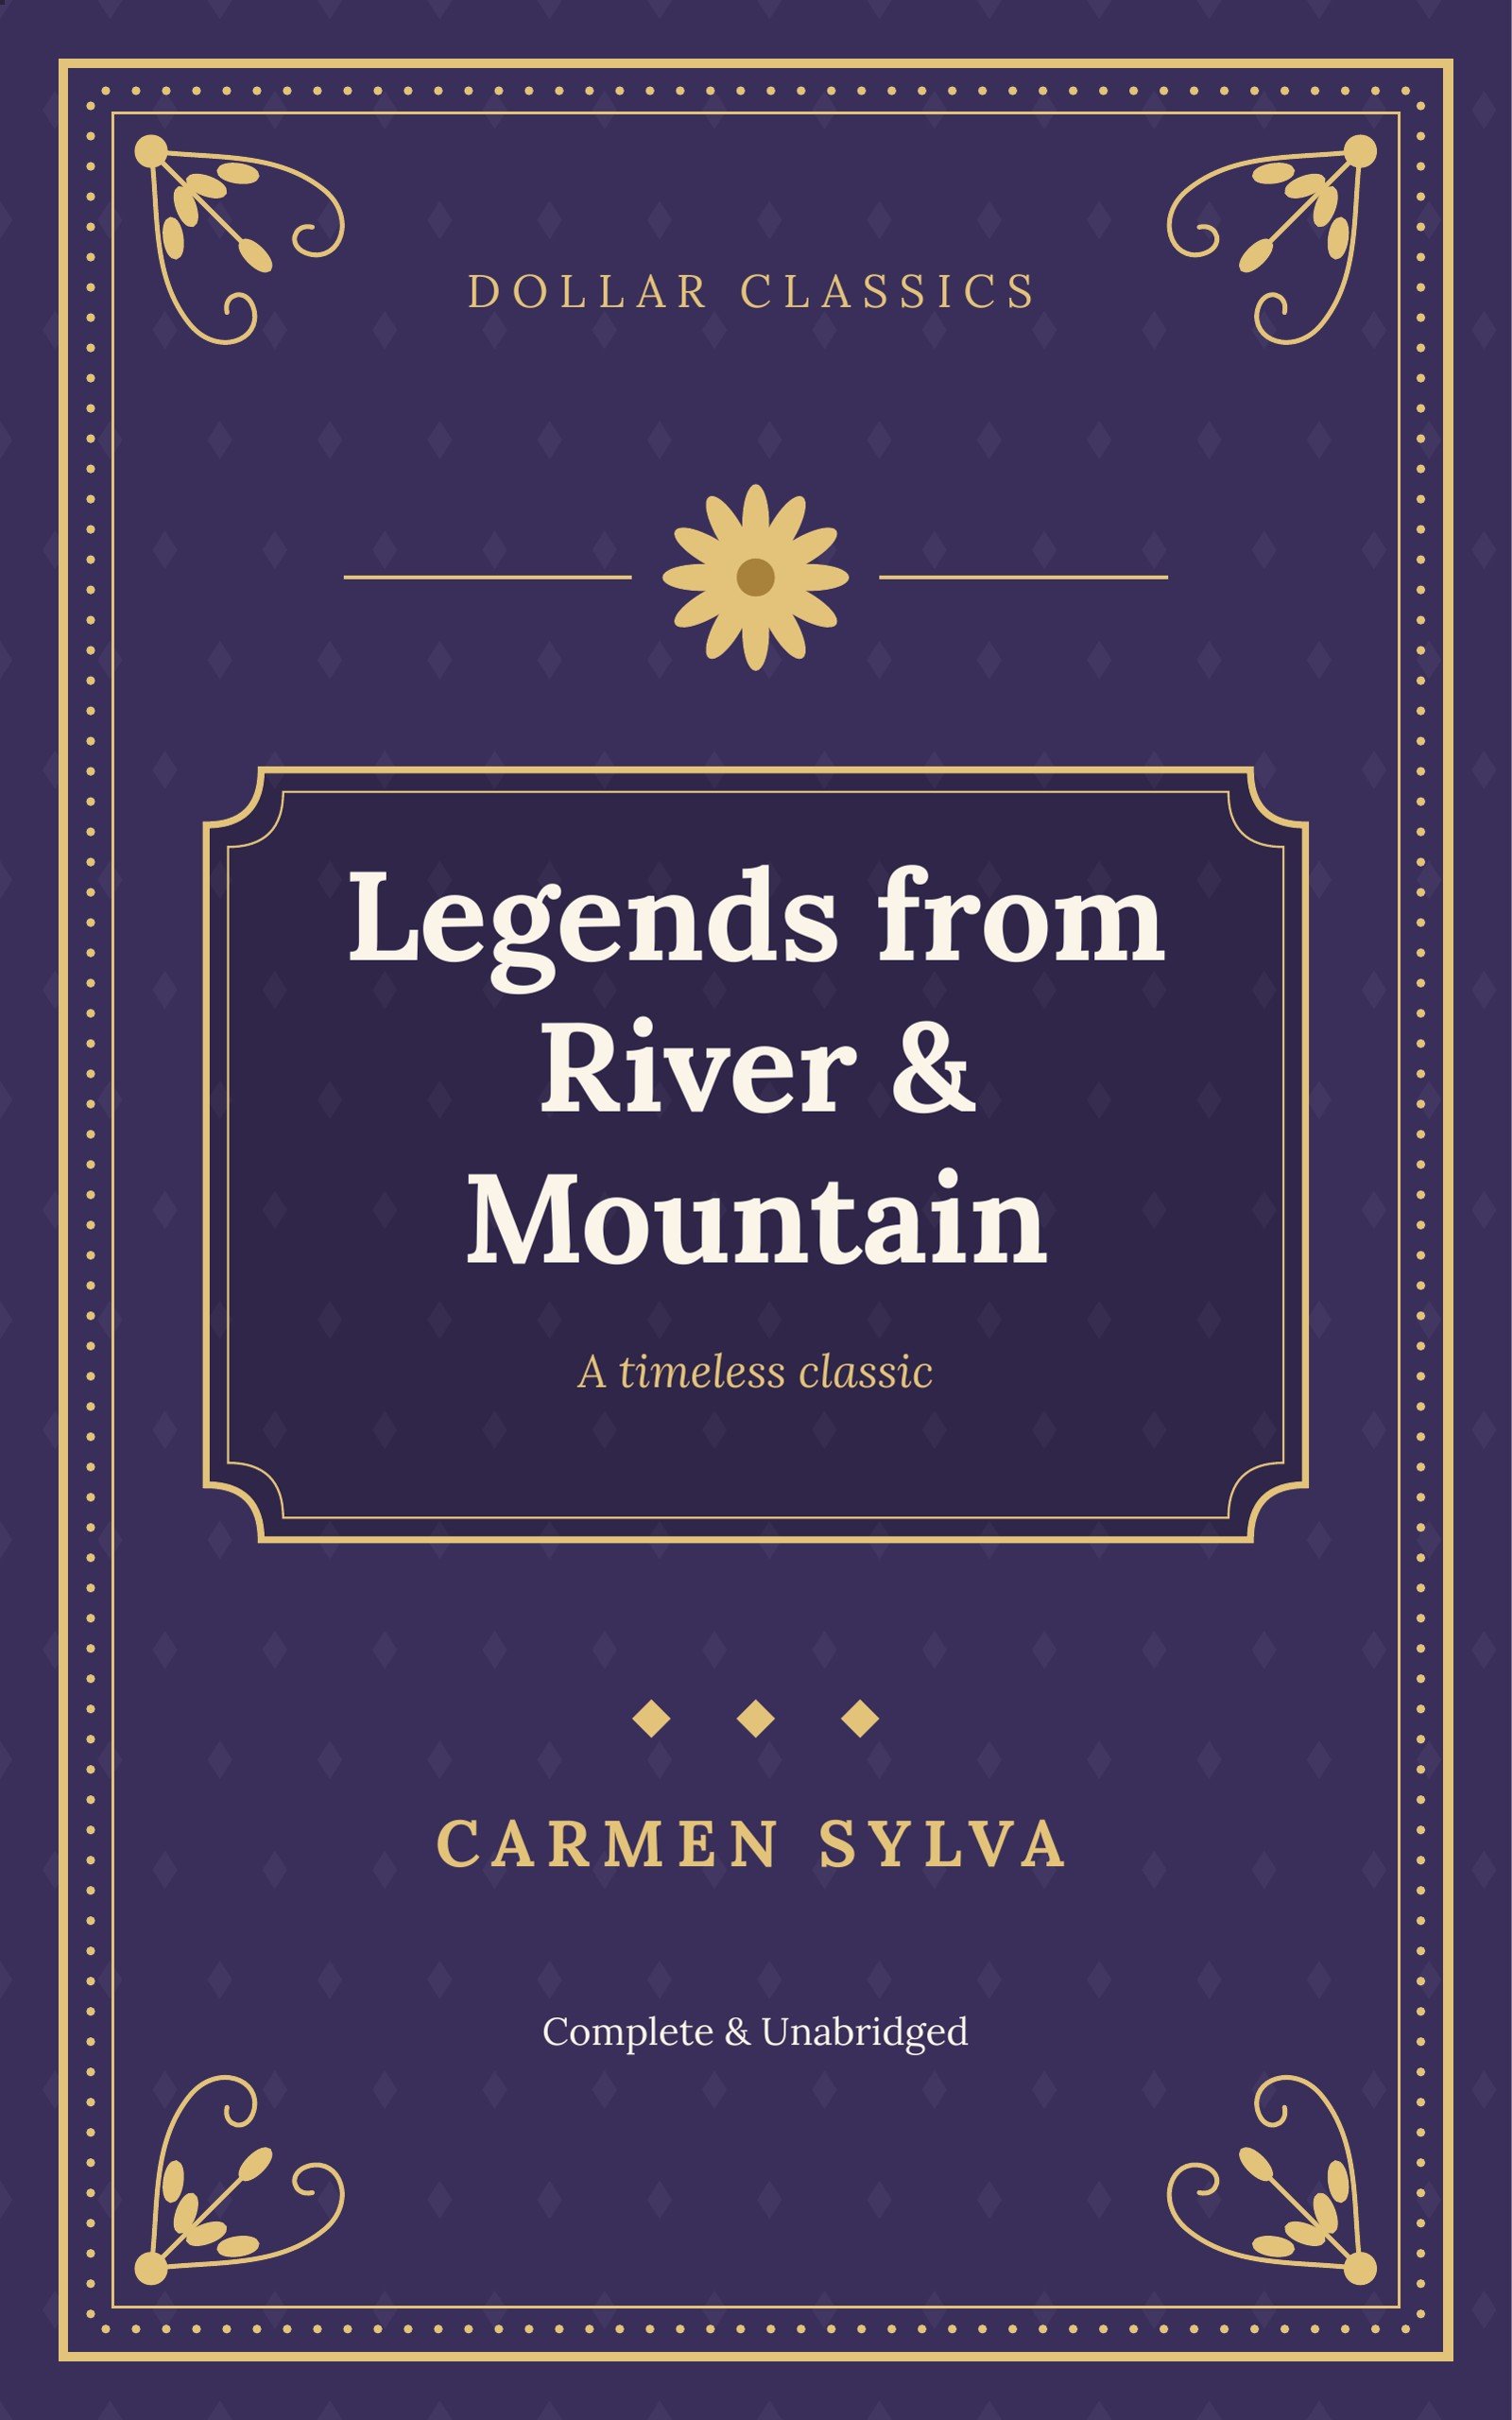 DOLLAR CLASSICS
Legends from
River &
Mountain
A timeless classic
CARMEN SYLVA
Complete & Unabridged